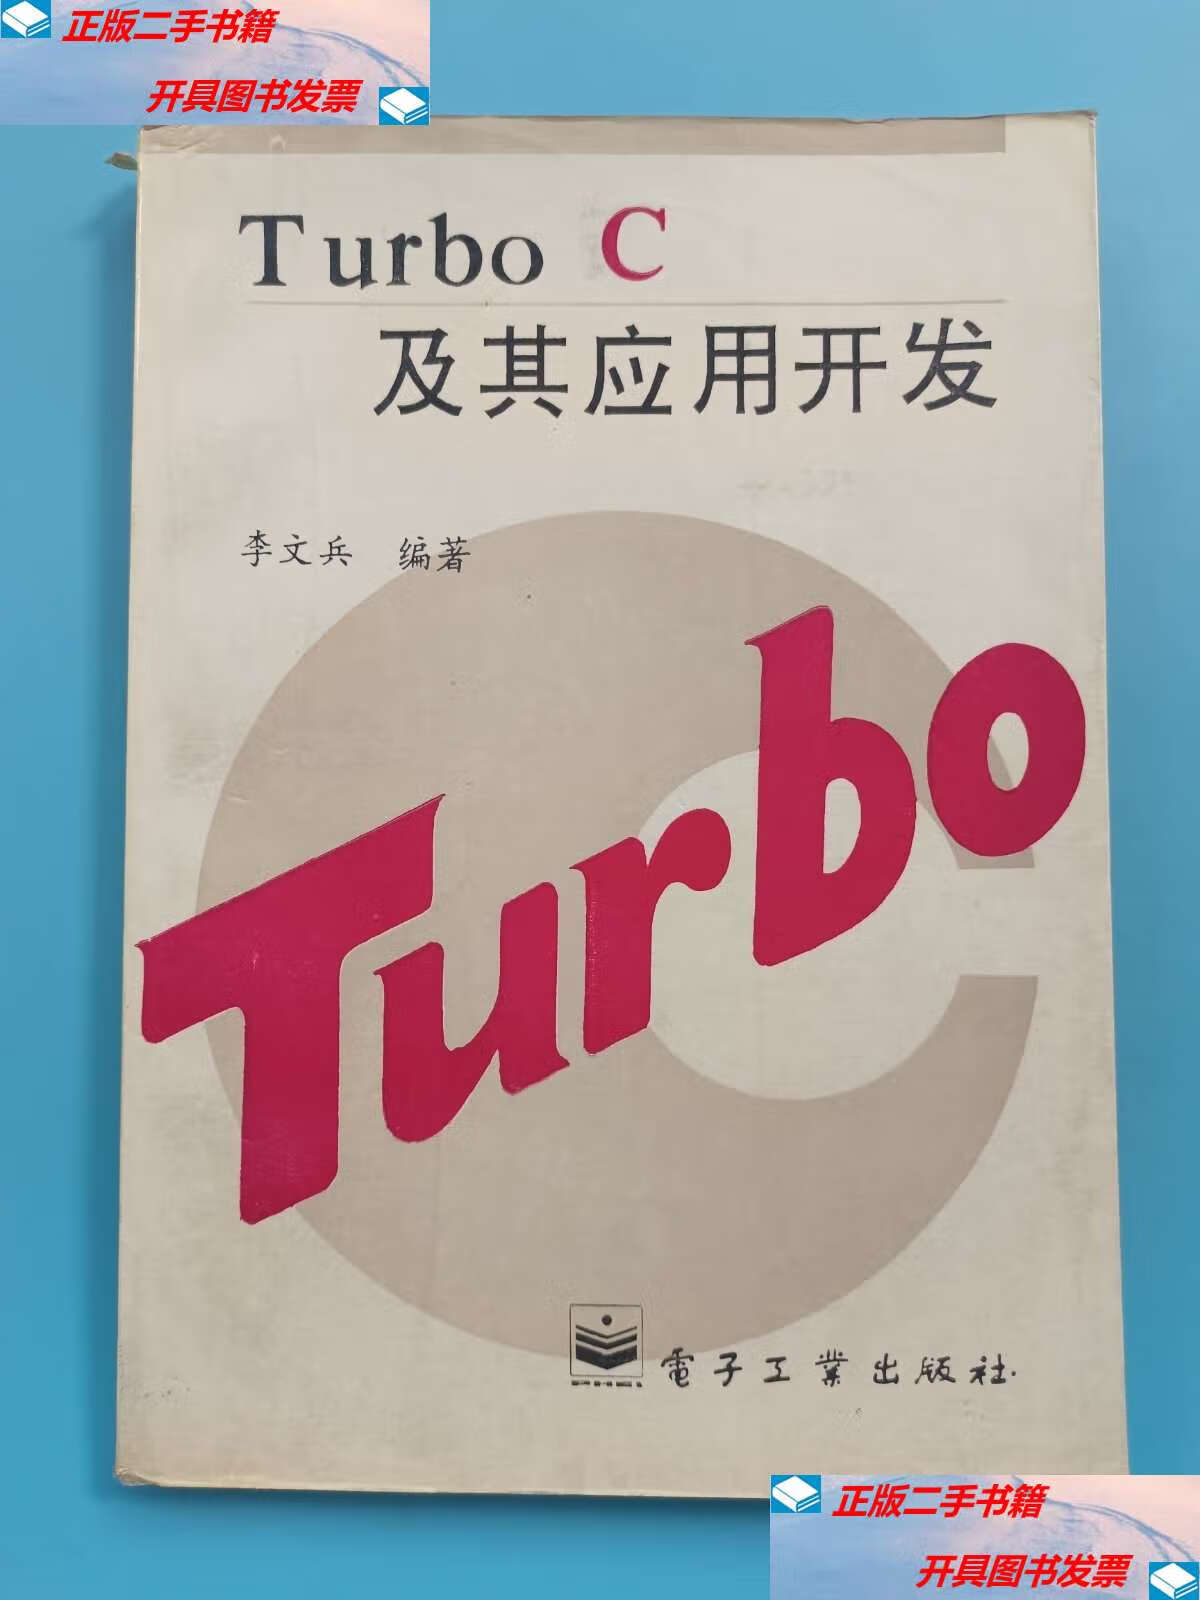 正版二手书籍
开具图书发票
Turbo C
及其应用开发
李文兵 编著
Turbo
PHEI
電子工業出版社.
正版二手书籍
开具图书发票